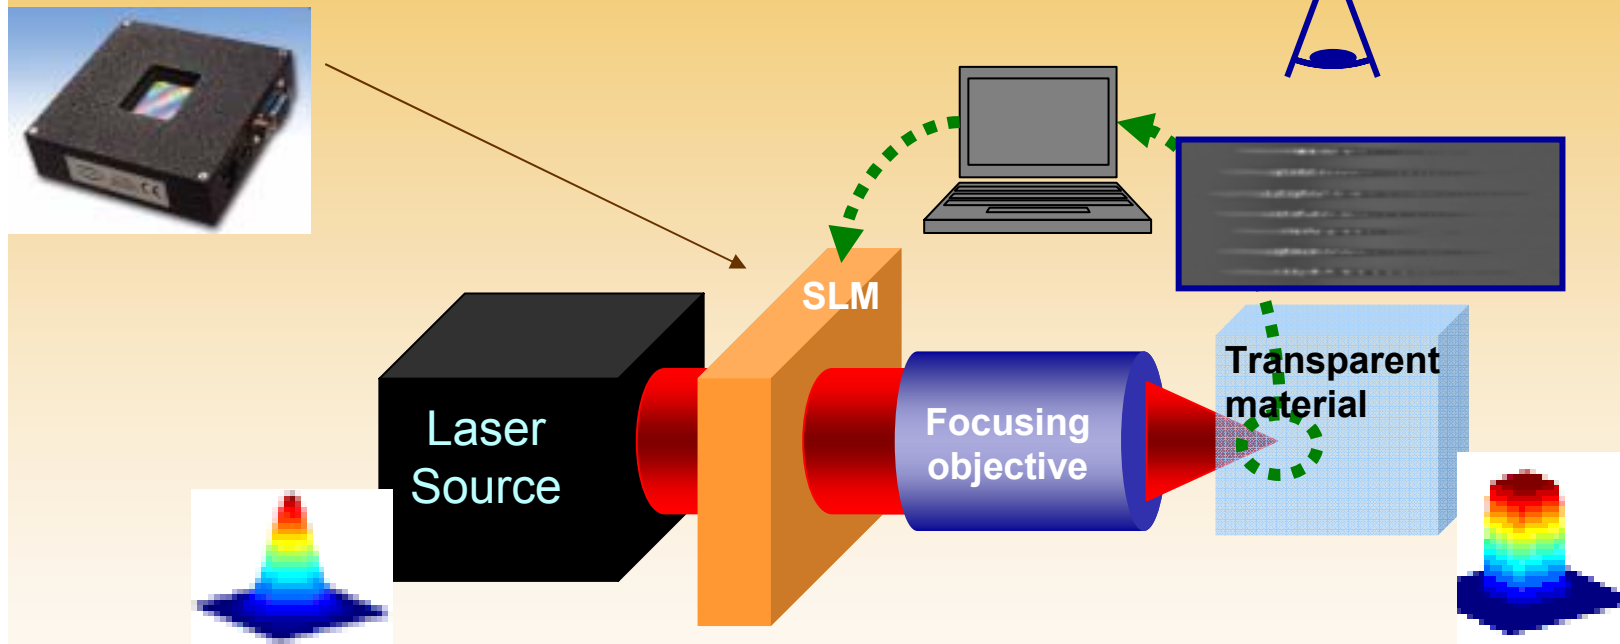 SLM
Laser
Source
Focusing
objective
Transparent
material